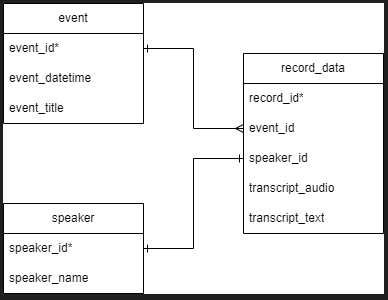 event
event_id*
event_datetime
event_title
record_data
record_id*
event_id
speaker_id
transcript_audio
transcript_text
speaker
speaker_id*
speaker_name